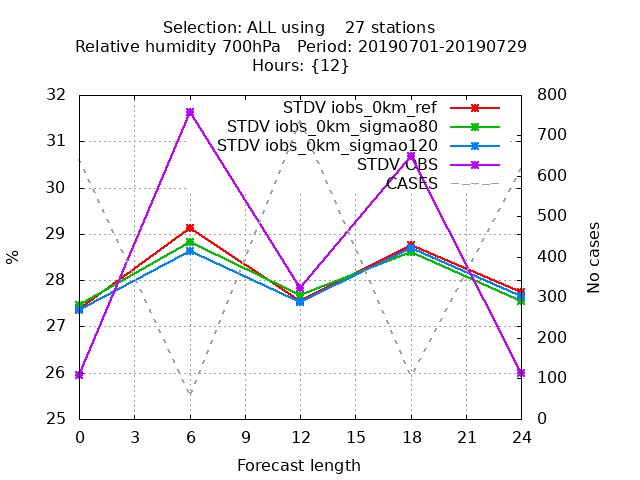 Selection: ALL using    27 stations
Relative humidity 700hPa   Period: 20190701-20190729
Hours: {12}
STDV iobs_0km_ref
STDV iobs_0km_sigmao80
STDV iobs_0km_sigmao120
STDV OBS
CASES
32
31
30
29
28
27
26
25
%
800
700
600
500
400
300
200
100
0
No cases
0 3 6 9 12 15 18 21 24
Forecast length